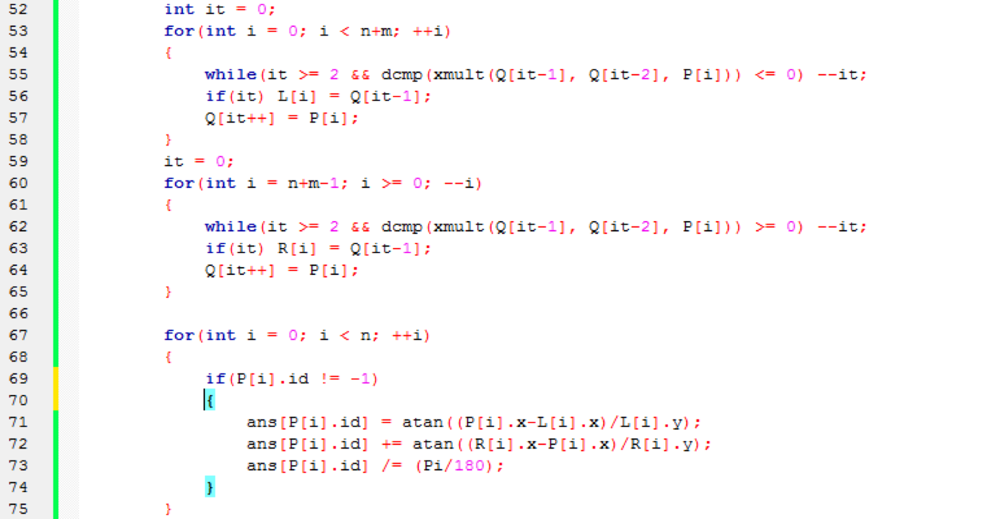 52 int it = 0;
53 for(int i = 0; i < n+m; ++i)
54 {
55 while(it >= 2 && dcmp(xmult(Q[it-1], Q[it-2], P[i])) <= 0) --it;
56 if(it) L[i] = Q[it-1];
57 Q[it++] = P[i];
58 }
59 it = 0;
60 for(int i = n+m-1; i >= 0; --i)
61 {
62 while(it >= 2 && dcmp(xmult(Q[it-1], Q[it-2], P[i])) >= 0) --it;
63 if(it) R[i] = Q[it-1];
64 Q[it++] = P[i];
65 }
66
67 for(int i = 0; i < n; ++i)
68 {
69 if(P[i].id != -1)
70 {
71 ans[P[i].id] = atan((P[i].x-L[i].x)/L[i].y);
72 ans[P[i].id] += atan((R[i].x-P[i].x)/R[i].y);
73 ans[P[i].id] /= (Pi/180);
74 }
75 }